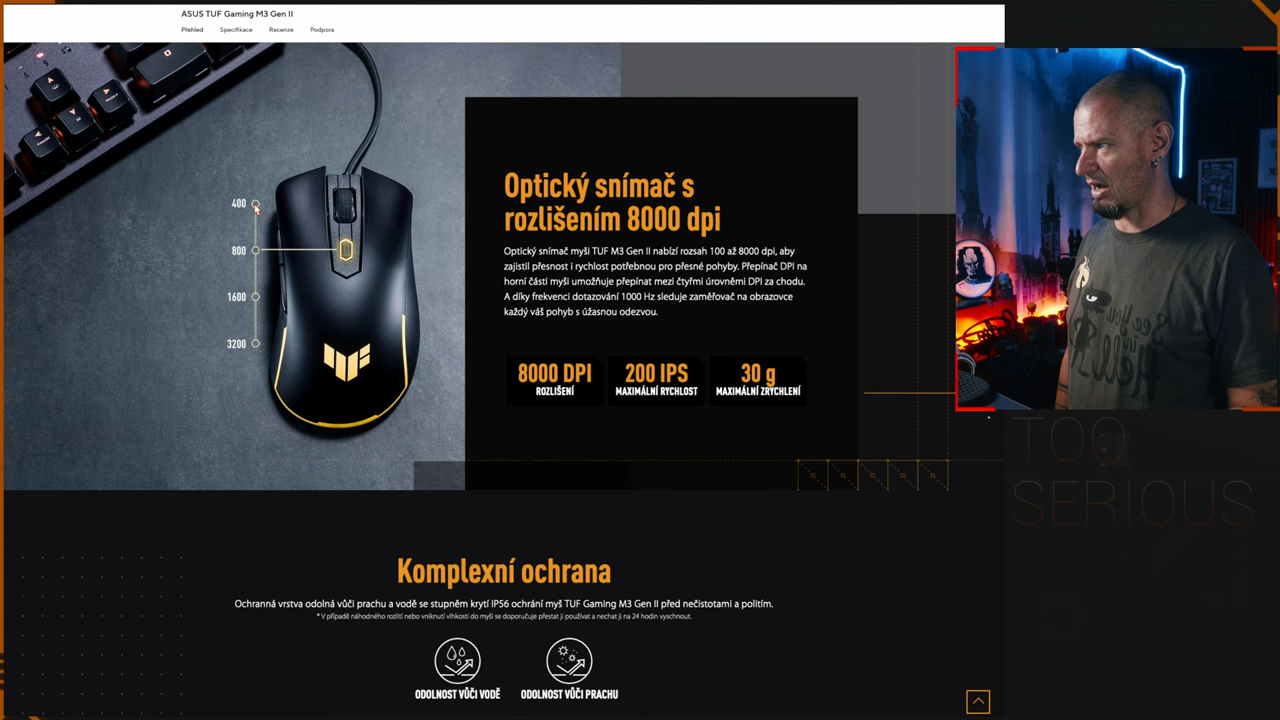 ASUS TUF Gaming M3 Gen II
Přehled Specifikace Recenze Podpora
400
800
1600
3200
Optický snímač s
rozlišením 8000 dpi
Optický snímač myši TUF M3 Gen II nabízí rozsah 100 až 8000 dpi, aby
zajistil přesnost i rychlost potřebnou pro přesné pohyby. Přepínač DPI na
horní části myši umožňuje přepínat mezi čtyřmi úrovněmi DPI za chodu.
A díky frekvenci dotazování 1000 Hz sleduje zaměřovač na obrazovce
každý váš pohyb s úžasnou odezvou.
8000 DPI
ROZLIŠENÍ
200 IPS
MAXIMÁLNÍ RYCHLOST
30 g
MAXIMÁLNÍ ZRYCHLENÍ
TOO
SERIOUS
Komplexní ochrana
Ochranná vrstva odolná vůči prachu a vodě se stupněm krytí IP56 ochrání myš TUF Gaming M3 Gen II před nečistotami a politím.
* V případě náhodného rozlití nebo vniknutí vlhkosti do myši se doporučuje přestat ji používat a nechat ji na 24 hodin vyschnout.
ODOLNOST VŮČI VODĚ
ODOLNOST VŮČI PRACHU